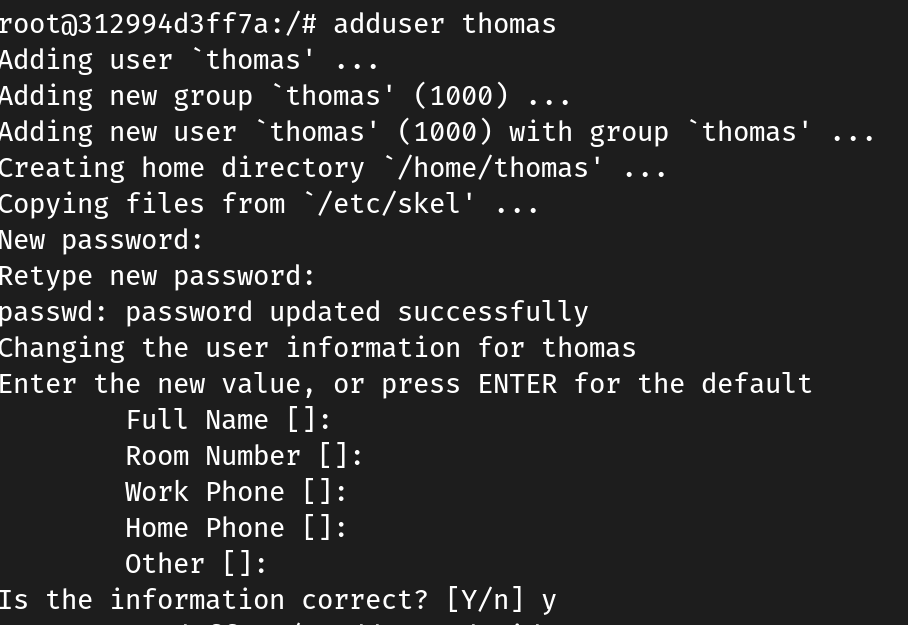 root@312994d3ff7a:/# adduser thomas
Adding user `thomas' ...
Adding new group `thomas' (1000) ...
Adding new user `thomas' (1000) with group `thomas' ...
Creating home directory `/home/thomas' ...
Copying files from `/etc/skel' ...
New password:
Retype new password:
passwd: password updated successfully
Changing the user information for thomas
Enter the new value, or press ENTER for the default
Full Name []:
Room Number []:
Work Phone []:
Home Phone []:
Other []:
Is the information correct? [Y/n] y